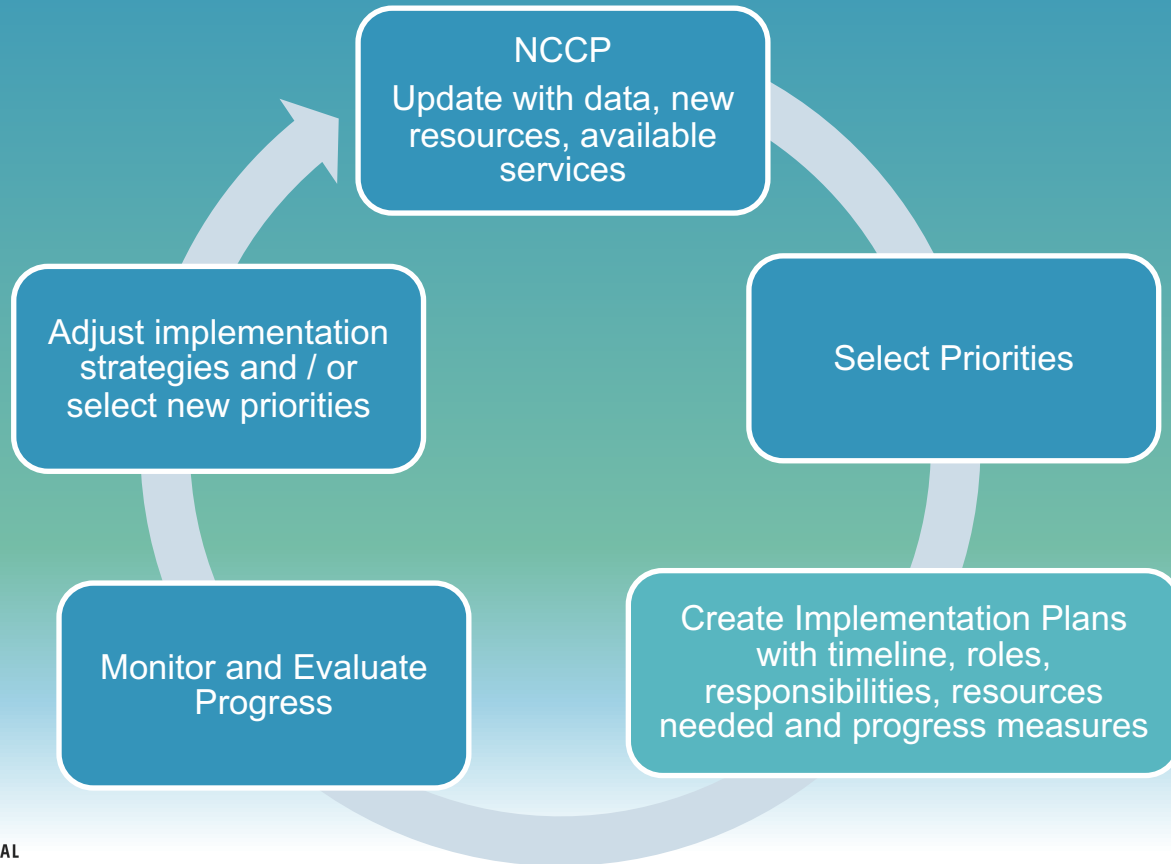 NCCP
Update with data, new
resources, available
services
Select Priorities
Create Implementation Plans
with timeline, roles,
responsibilities, resources
needed and progress measures
Monitor and Evaluate
Progress
Adjust implementation
strategies and / or
select new priorities
AL